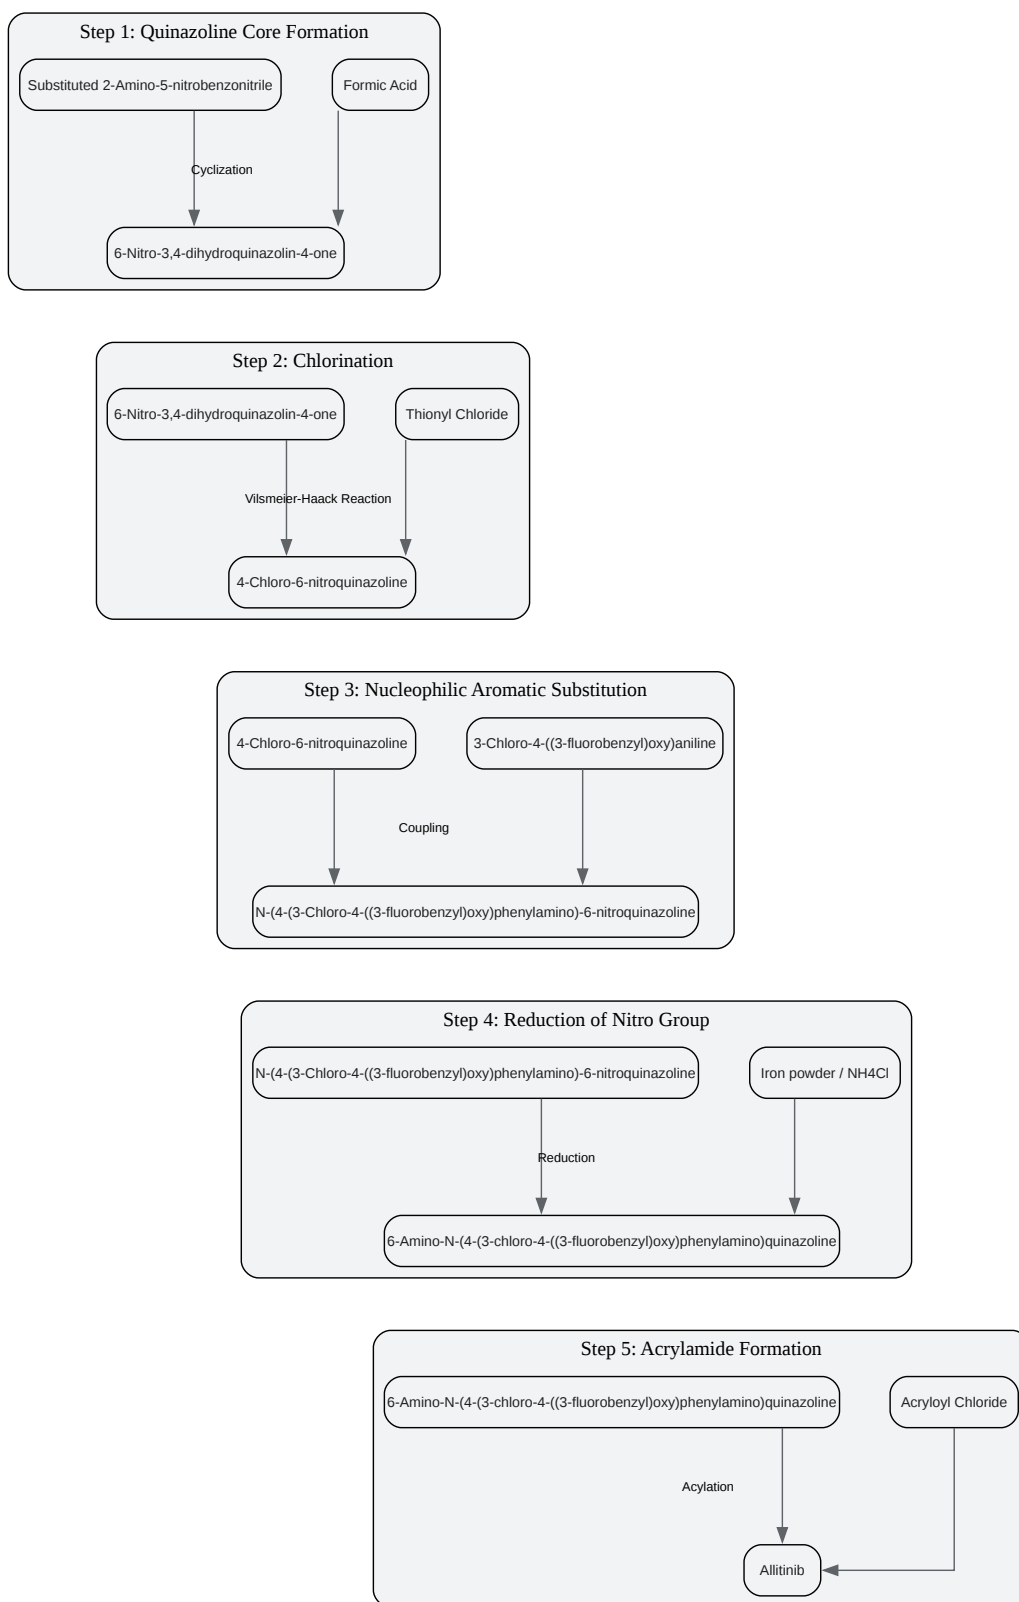 Step 1: Quinazoline Core Formation
Substituted 2-Amino-5-nitrobenzonitrile
Formic Acid
Cyclization
6-Nitro-3,4-dihydroquinazolin-4-one
Step 2: Chlorination
6-Nitro-3,4-dihydroquinazolin-4-one
Thionyl Chloride
Vilsmeier-Haack Reaction
4-Chloro-6-nitroquinazoline
Step 3: Nucleophilic Aromatic Substitution
4-Chloro-6-nitroquinazoline
3-Chloro-4-((3-fluorobenzyl)oxy)aniline
Coupling
N-(4-(3-Chloro-4-((3-fluorobenzyl)oxy)phenylamino)-6-nitroquinazoline
Step 4: Reduction of Nitro Group
N-(4-(3-Chloro-4-((3-fluorobenzyl)oxy)phenylamino)-6-nitroquinazoline
Iron powder / NH4Cl
Reduction
6-Amino-N-(4-(3-chloro-4-((3-fluorobenzyl)oxy)phenylamino)quinazoline
Step 5: Acrylamide Formation
6-Amino-N-(4-(3-chloro-4-((3-fluorobenzyl)oxy)phenylamino)quinazoline
Acryloyl Chloride
Acylation
Allitinib